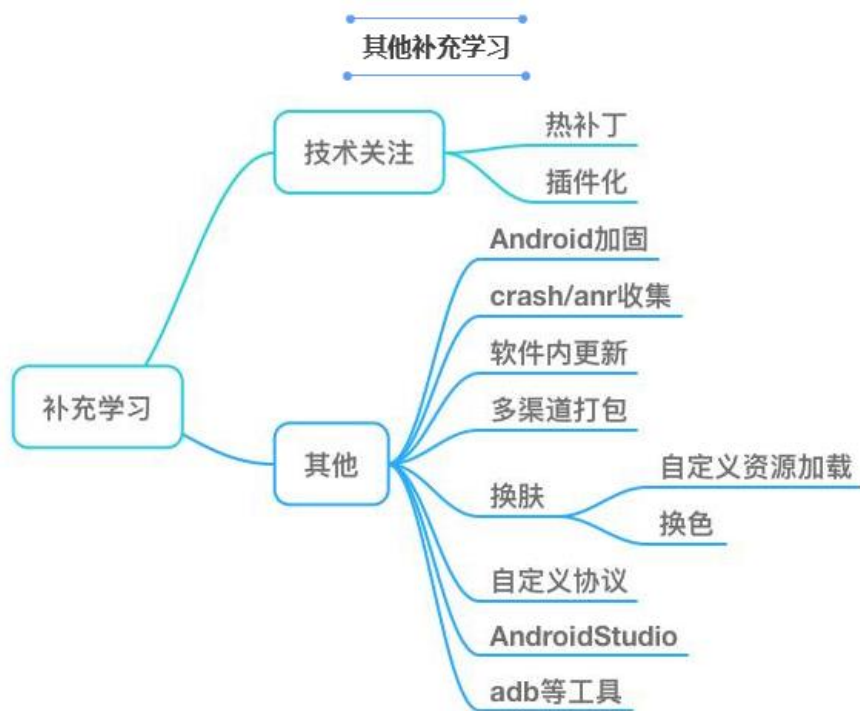 其他补充学习
技术关注
热补丁
插件化
补充学习
其他
Android加固
crash/anr收集
软件内更新
多渠道打包
换肤
自定义资源加载
换色
自定义协议
AndroidStudio
adb等工具